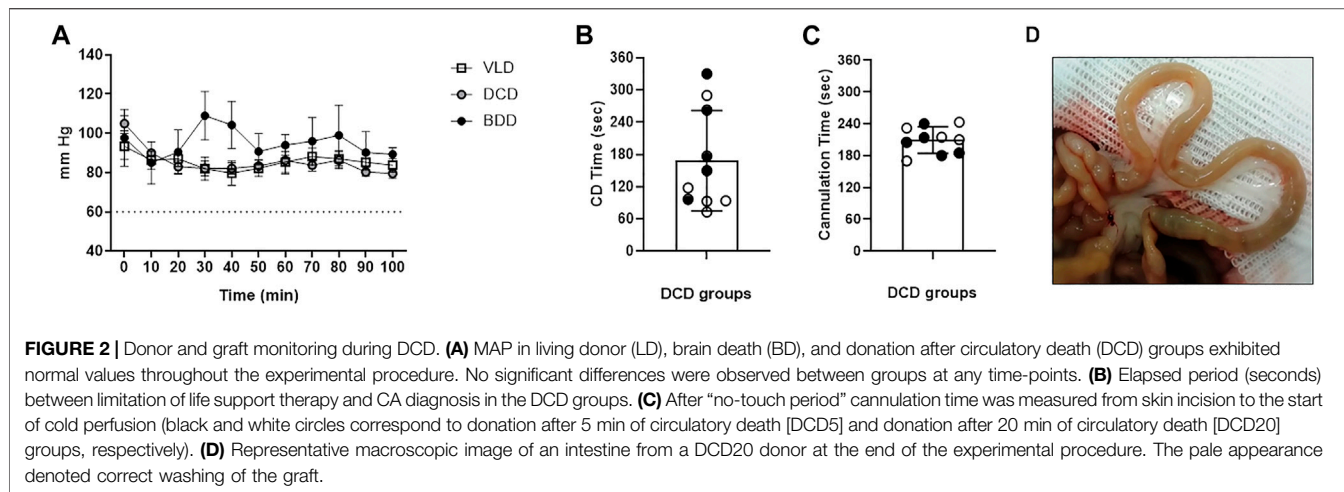 A
140
120
100
80
60
40
mm Hg
0 10 20 30 40 50 60 70 80 90 100
Time (min)
VLD
DCD
BDD
B
360
300
240
180
120
60
0
CD Time (sec)
DCD groups
C
360
300
240
180
120
60
0
Cannulation Time (sec)
DCD groups
D
FIGURE 2 | Donor and graft monitoring during DCD. (A) MAP in living donor (LD), brain death (BD), and donation after circulatory death (DCD) groups exhibited
normal values throughout the experimental procedure. No significant differences were observed between groups at any time-points. (B) Elapsed period (seconds)
between limitation of life support therapy and CA diagnosis in the DCD groups. (C) After “no-touch period” cannulation time was measured from skin incision to the start
of cold perfusion (black and white circles correspond to donation after 5 min of circulatory death [DCD5] and donation after 20 min of circulatory death [DCD20]
groups, respectively). (D) Representative macroscopic image of an intestine from a DCD20 donor at the end of the experimental procedure. The pale appearance
denoted correct washing of the graft.